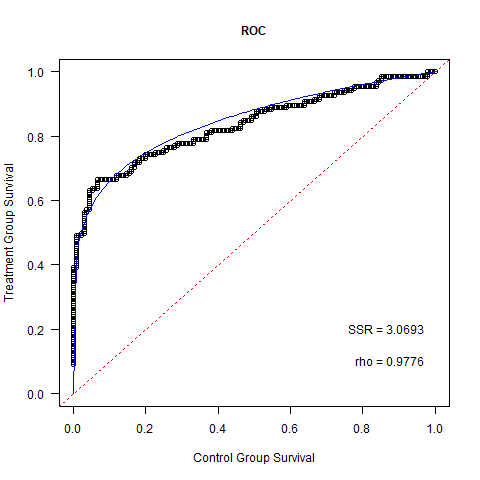 ROC
Treatment Group Survival
1.0
0.8
0.6
0.4
0.2
0.0
SSR = 3.0693
rho = 0.9776
0.0 0.2 0.4 0.6 0.8 1.0
Control Group Survival